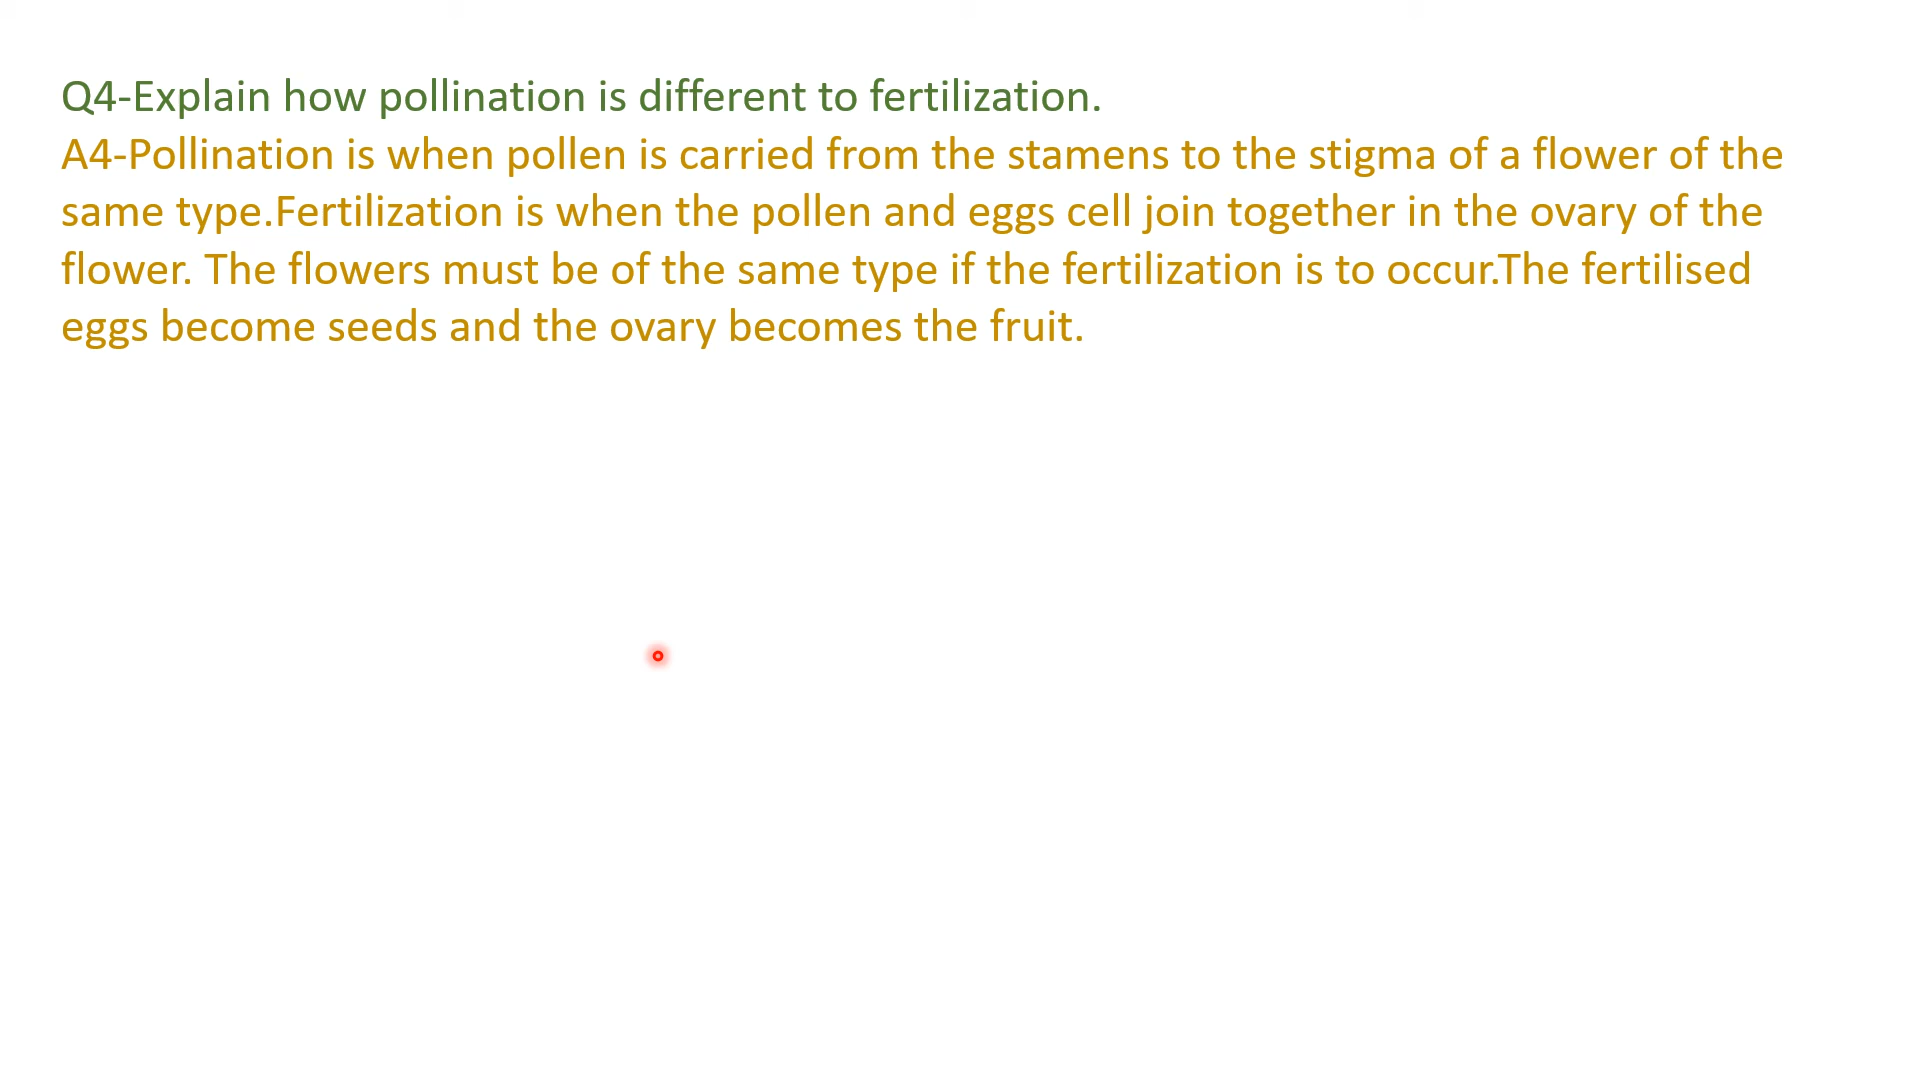 Q4-Explain how pollination is different to fertilization.
A4-Pollination is when pollen is carried from the stamens to the stigma of a flower of the
same type.Fertilization is when the pollen and eggs cell join together in the ovary of the
flower. The flowers must be of the same type if the fertilization is to occur.The fertilised
eggs become seeds and the ovary becomes the fruit.